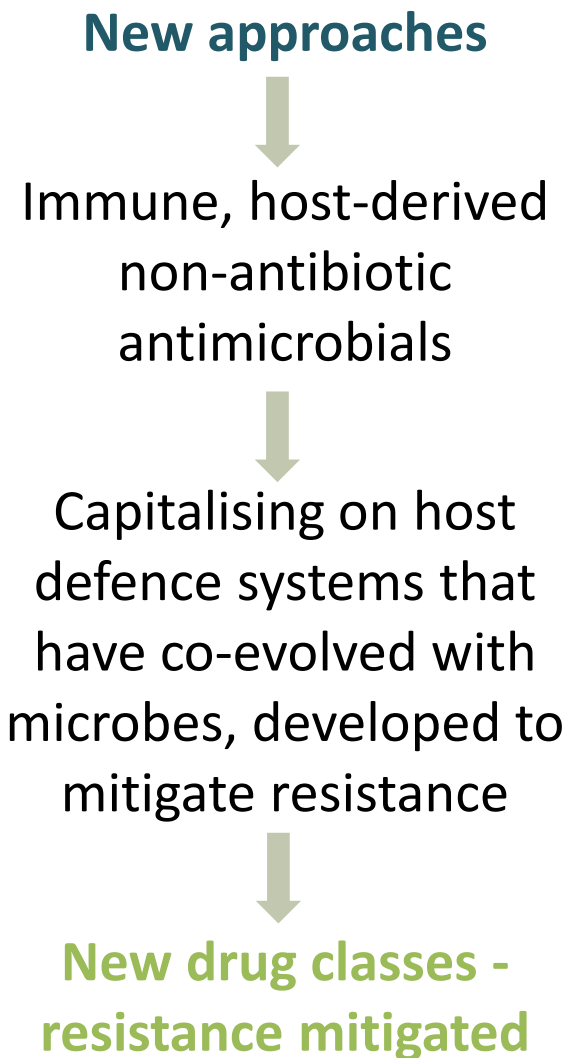 New approaches
Immune, host-derived
non-antibiotic
antimicrobials
Capitalising on host
defence systems that
have co-evolved with
microbes, developed to
mitigate resistance
New drug classes -
resistance mitigated